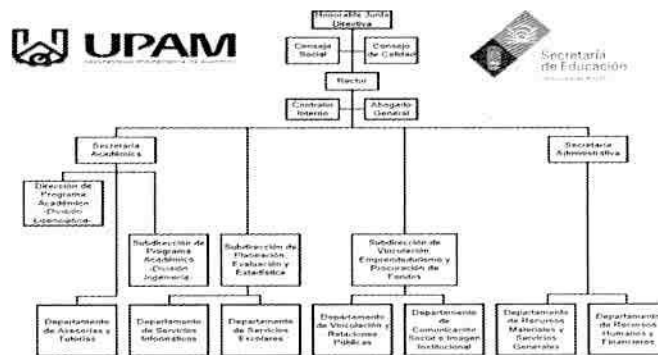 Honorable Junta
Directiva
UPAM
Consejo
Social
Consejo
de Calidad
Secretaría
de Educación
Rector
Contralor
Interno
Abogado
General
Secretaría
Académica
Secretaría
Administrativa
Dirección de
Programa
Académico
-División
Licenciatura-
Subdirección de
Programa
Académico
-División
Ingeniería-
Subdirección de
Planeación,
Evaluación y
Estadística
Subdirección de
Vinculación,
Emprendedurismo y
Procuración de
Fondos
Departamento
de Asesorías y
Tutorías
Departamento
de Servicios
Informáticos
Departamento
de Servicios
Escolares
Departamento
de Vinculación y
Relaciones
Públicas
Departamento
de
Comunicación
Social e Imagen
Institucional
Departamento
de Recursos
Materiales y
Servicios
Generales
Departamento
de Recursos
Humanos y
Financieros